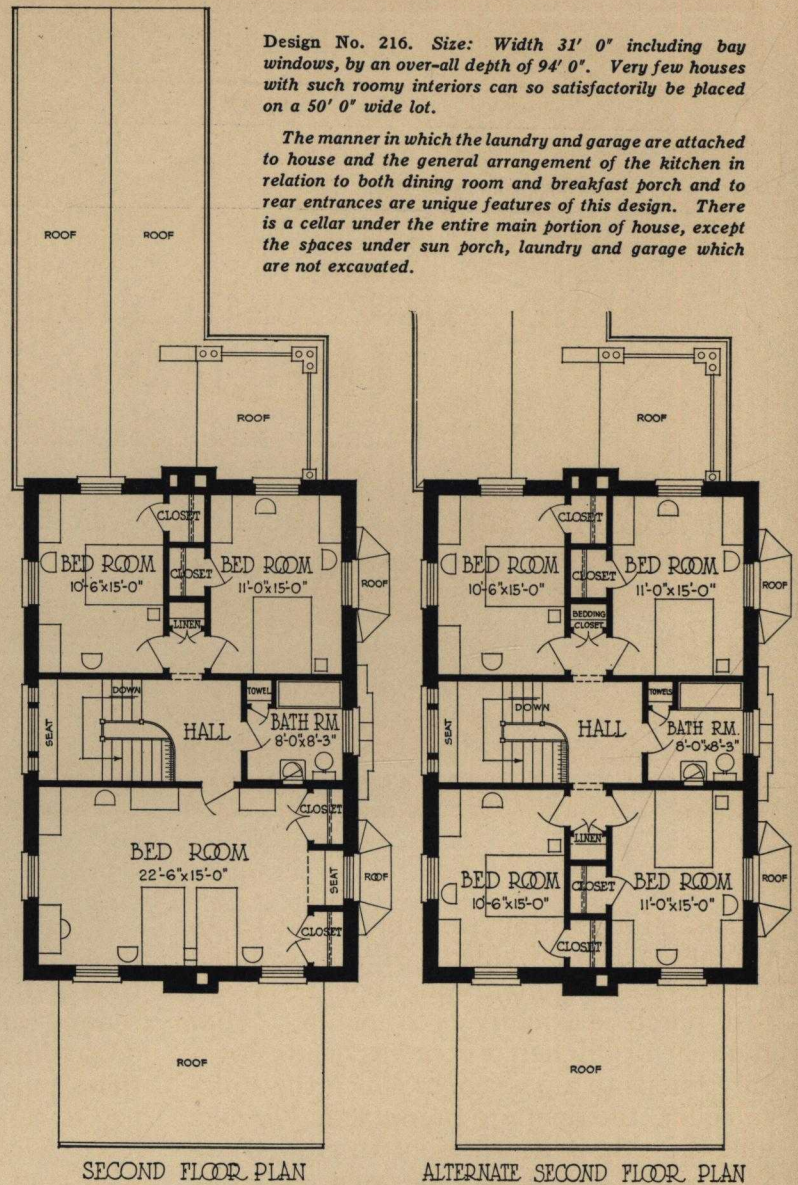 Design No. 216. Size: Width 31' 0" including bay
windows, by an over-all depth of 94' 0". Very few houses
with such roomy interiors can so satisfactorily be placed
on a 50' 0" wide lot.
The manner in which the laundry and garage are attached
to house and the general arrangement of the kitchen in
relation to both dining room and breakfast porch and to
rear entrances are unique features of this design. There
is a cellar under the entire main portion of house, except
the spaces under sun porch, laundry and garage which
are not excavated.
ROOF
ROOF
ROOF
CLOSET
BED ROOM
10'-6"x15'-0"
CLOSET
BED ROOM
11'-0"x15'-0"
ROOF
LINEN
SEAT
DOWN
HALL
TOWEL
BATH RM.
8'-0"x8'-3"
BED ROOM
22'-6"x15'-0"
CLOSET
SEAT
ROOF
CLOSET
ROOF
SECOND FLOOR PLAN
ROOF
CLOSET
BED ROOM
10'-6"x15'-0"
CLOSET
BED ROOM
11'-0"x15'-0"
ROOF
BEDDING
CLOSET
SEAT
DOWN
HALL
TOWELS
BATH RM.
8'-0"x8'-3"
LINEN
BED ROOM
10'-6"x15'-0"
CLOSET
BED ROOM
11'-0"x15'-0"
ROOF
CLOSET
ROOF
ALTERNATE SECOND FLOOR PLAN